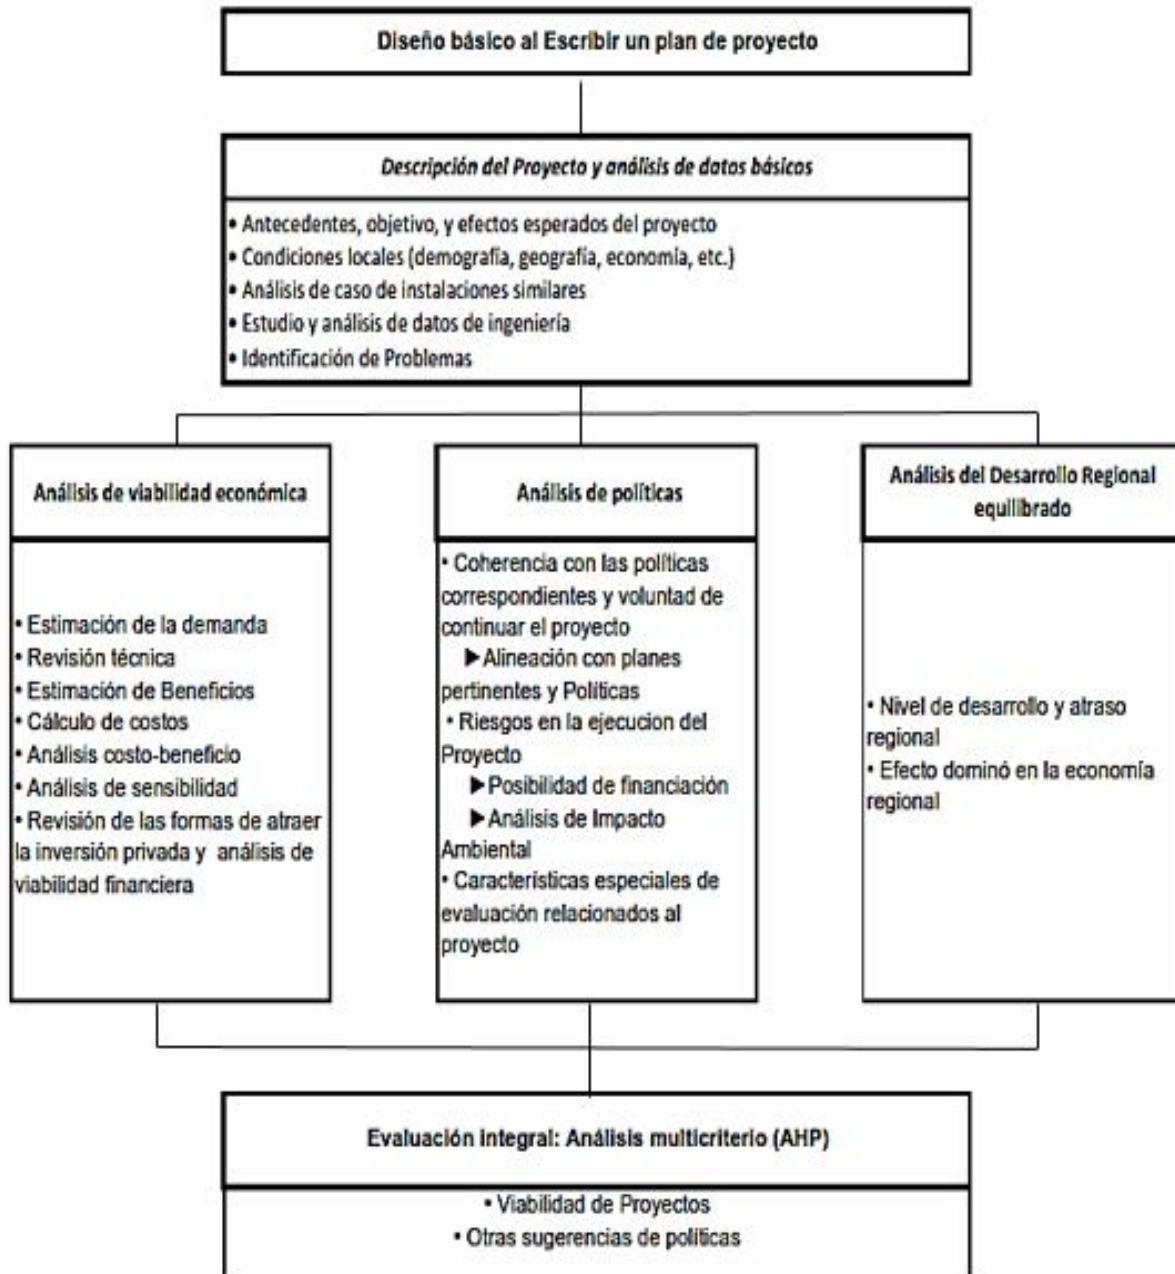 Diseño básico al Escribir un plan de proyecto
Descripción del Proyecto y análisis de datos básicos
• Antecedentes, objetivo, y efectos esperados del proyecto
• Condiciones locales (demografía, geografía, economía, etc.)
• Análisis de caso de instalaciones similares
• Estudio y análisis de datos de ingeniería
• Identificación de Problemas
Análisis de viabilidad económica
• Estimación de la demanda
• Revisión técnica
• Estimación de Beneficios
• Cálculo de costos
• Análisis costo-beneficio
• Análisis de sensibilidad
• Revisión de las formas de atraer
la inversión privada y análisis de
viabilidad financiera
Análisis de políticas
• Coherencia con las políticas
correspondientes y voluntad de
continuar el proyecto
▶Alineación con planes
pertinentes y Políticas
• Riesgos en la ejecucion del
Proyecto
▶Posibilidad de financiación
▶Análisis de Impacto
Ambiental
• Características especiales de
evaluación relacionados al
proyecto
Análisis del Desarrollo Regional
equilibrado
• Nivel de desarrollo y atraso
regional
• Efecto dominó en la economía
regional
Evaluación integral: Análisis multicriterio (AHP)
• Viabilidad de Proyectos
• Otras sugerencias de políticas